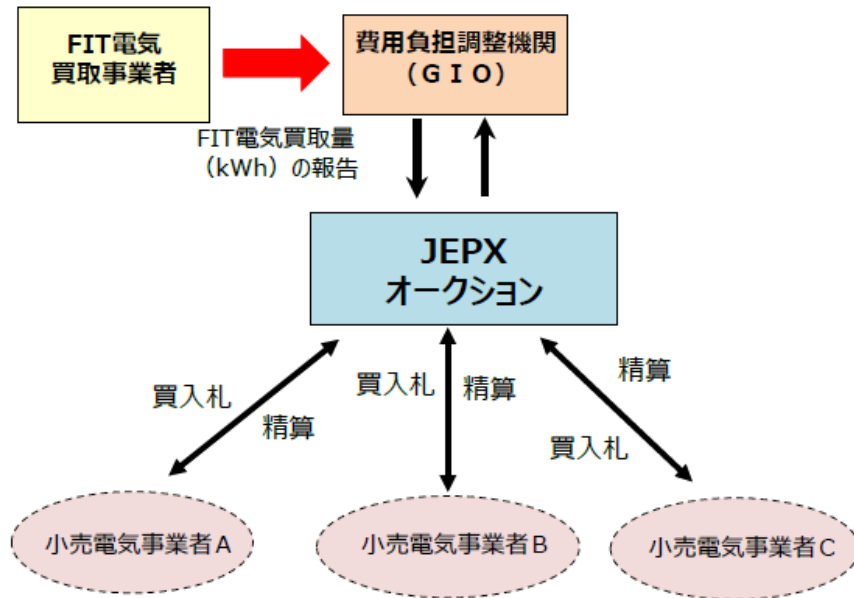 FIT電気
買取事業者
費用負担調整機関
(GIO)
FIT電気買取量
(kWh)の報告
JEPX
オークション
買入札
精算
買入札
精算
精算
買入札
小売電気事業者A
小売電気事業者B
小売電気事業者C